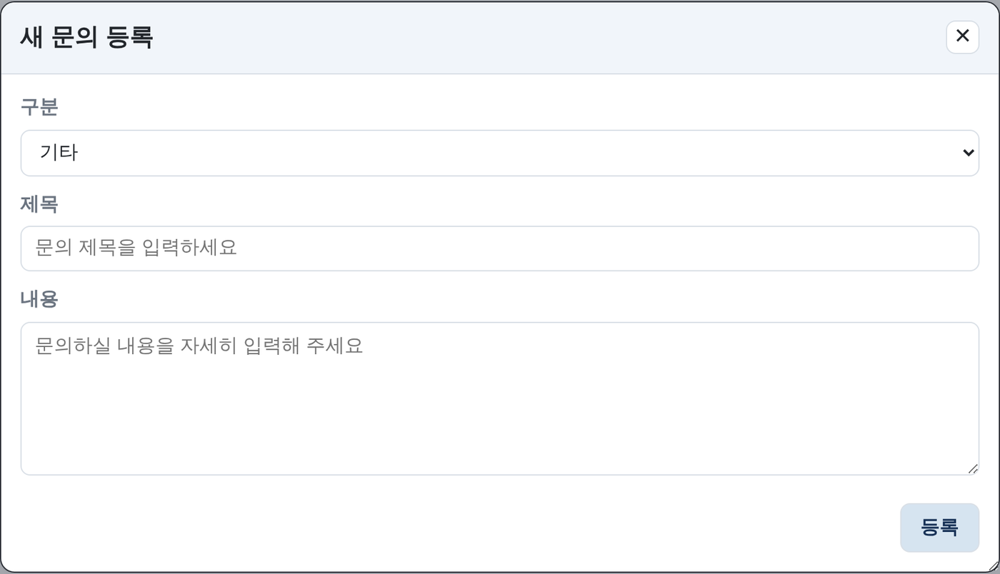 새 문의 등록
구분
기타
제목
문의 제목을 입력하세요
내용
문의하실 내용을 자세히 입력해 주세요
등록